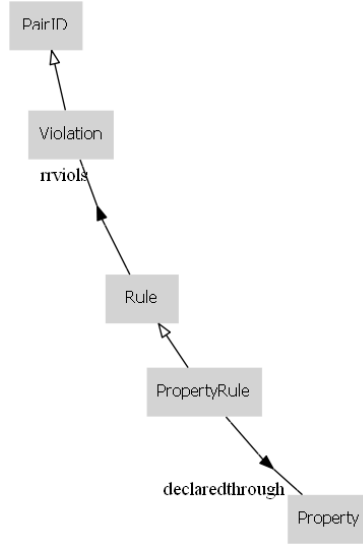 PairID
Violation
rrviols
Rule
PropertyRule
declaredthrough
Property